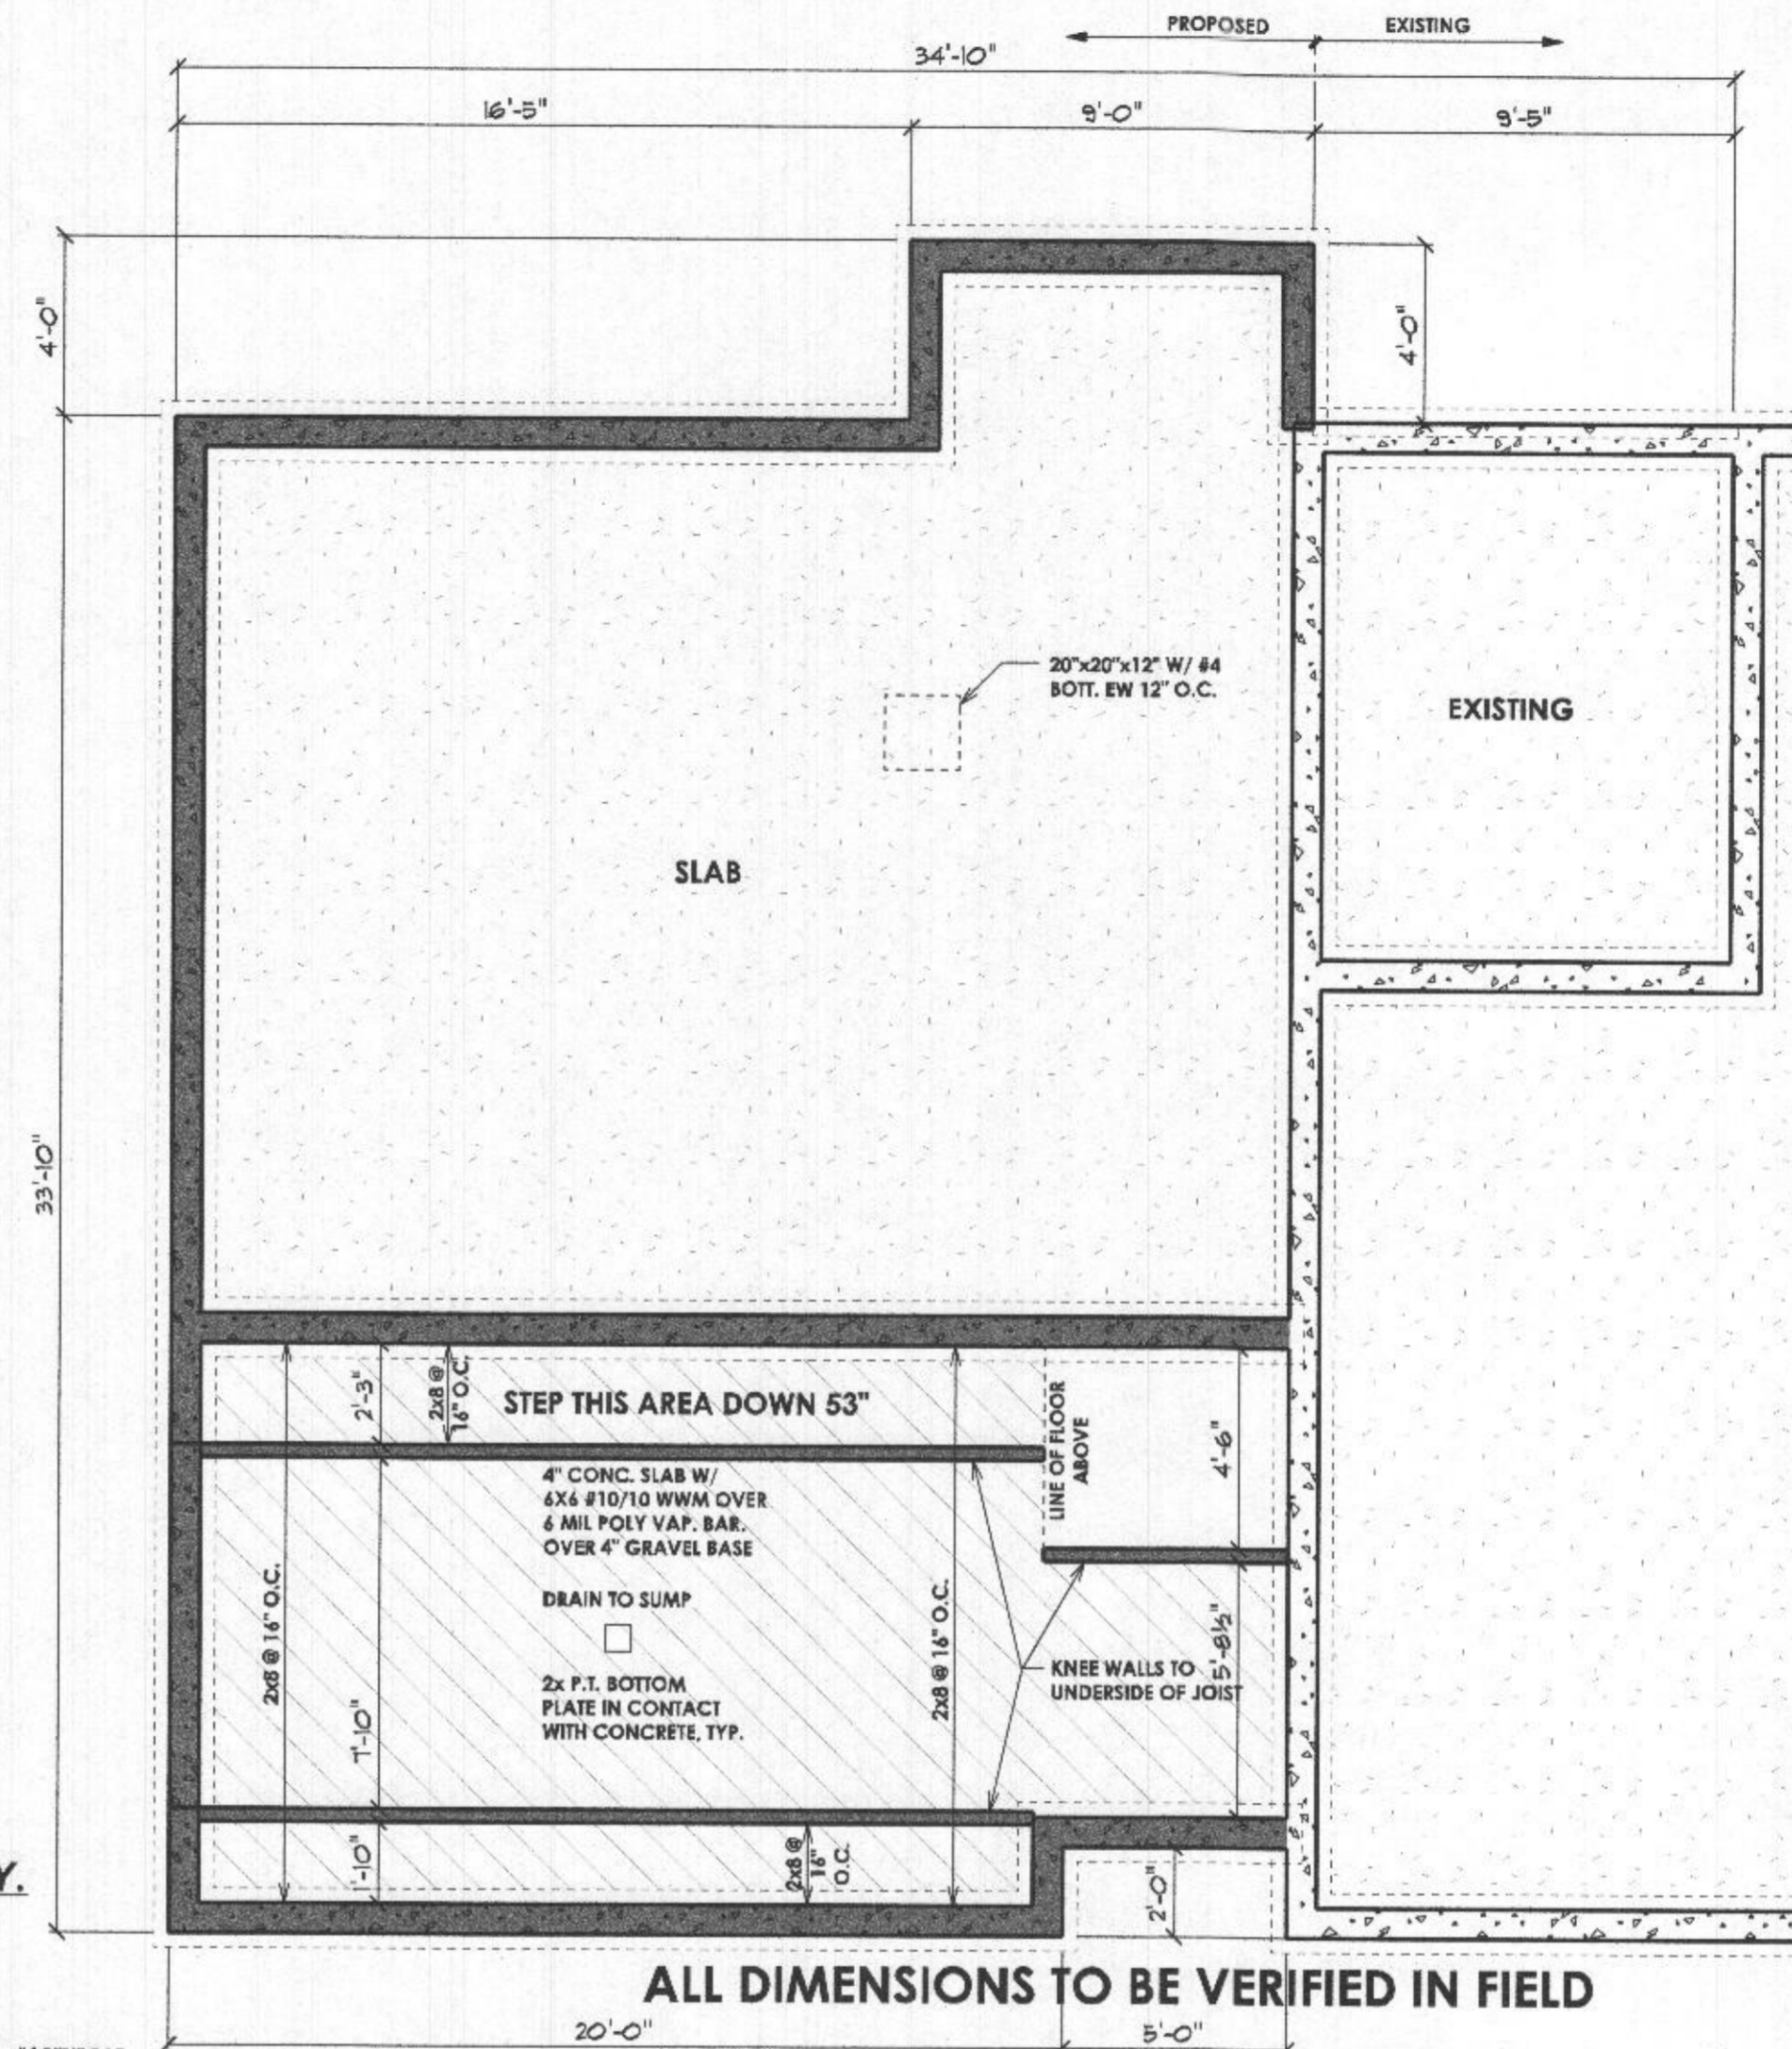 PROPOSED
EXISTING
34'-10"
16'-5"
9'-0"
9'-5"
4'-0"
4'-0"
20"x20"x12" W/ #4
BOTT. EW 12" O.C.
EXISTING
SLAB
33'-10"
2'-3"
2x8 @
16" O.C.
STEP THIS AREA DOWN 53"
LINE OF FLOOR
ABOVE
4'-6"
4" CONC. SLAB W/
6X6 #10/10 WWM OVER
6 MIL POLY VAP. BAR.
OVER 4" GRAVEL BASE
DRAIN TO SUMP
2x8 @ 16" O.C.
2x8 @ 16" O.C.
5'-8½"
KNEE WALLS TO
UNDERSIDE OF JOIST
7'-10"
2x P.T. BOTTOM
PLATE IN CONTACT
WITH CONCRETE, TYP.
1'-10"
2x8 @
16"
O.C.
2'-0"
Y.
ALL DIMENSIONS TO BE VERIFIED IN FIELD
20'-0"
5'-0"